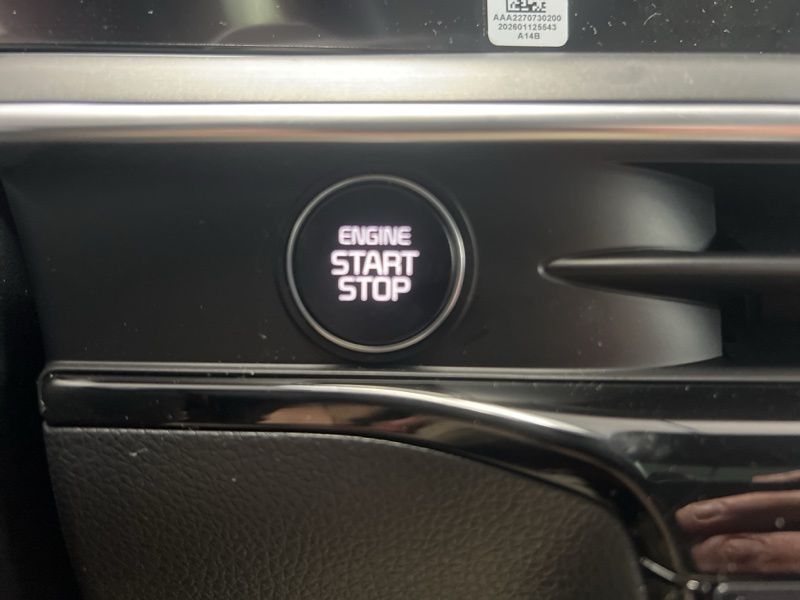 AAA2270730200
202601125543
A14B
ENGINE
START
STOP